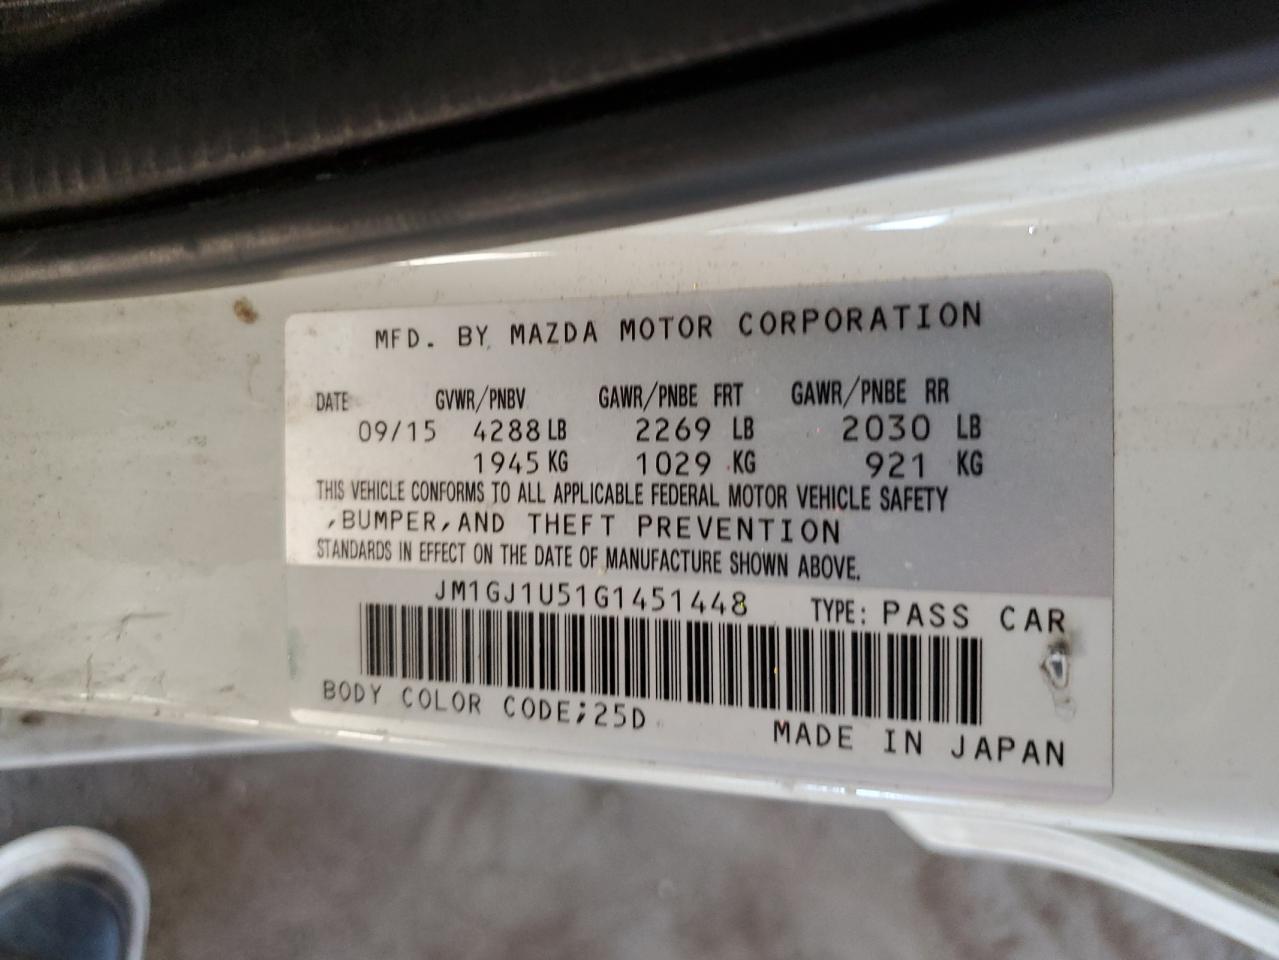 MFD. BY MAZDA MOTOR CORPORATION
DATE GVWR/PNBV GAWR/PNBE FRT GAWR/PNBE RR
09/15 4288 LB 2269 LB 2030 LB
1945 KG 1029 KG 921 KG
THIS VEHICLE CONFORMS TO ALL APPLICABLE FEDERAL MOTOR VEHICLE SAFETY
,BUMPER,AND THEFT PREVENTION
STANDARDS IN EFFECT ON THE DATE OF MANUFACTURE SHOWN ABOVE.
JM1GJ1U51G1451448 TYPE: PASS CAR
BODY COLOR CODE;25D
MADE IN JAPAN